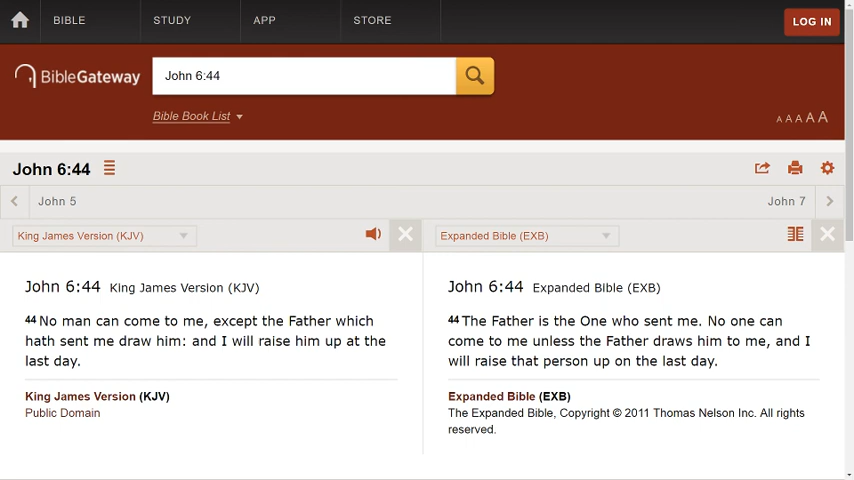 BIBLE STUDY APP STORE LOG IN
BibleGateway John 6:44
Bible Book List
A A A A A
John 6:44
John 5 John 7
King James Version (KJV) Expanded Bible (EXB)
John 6:44 King James Version (KJV)
44 No man can come to me, except the Father which
hath sent me draw him: and I will raise him up at the
last day.
King James Version (KJV)
Public Domain
John 6:44 Expanded Bible (EXB)
44 The Father is the One who sent me. No one can
come to me unless the Father draws him to me, and I
will raise that person up on the last day.
Expanded Bible (EXB)
The Expanded Bible, Copyright © 2011 Thomas Nelson Inc. All rights
reserved.